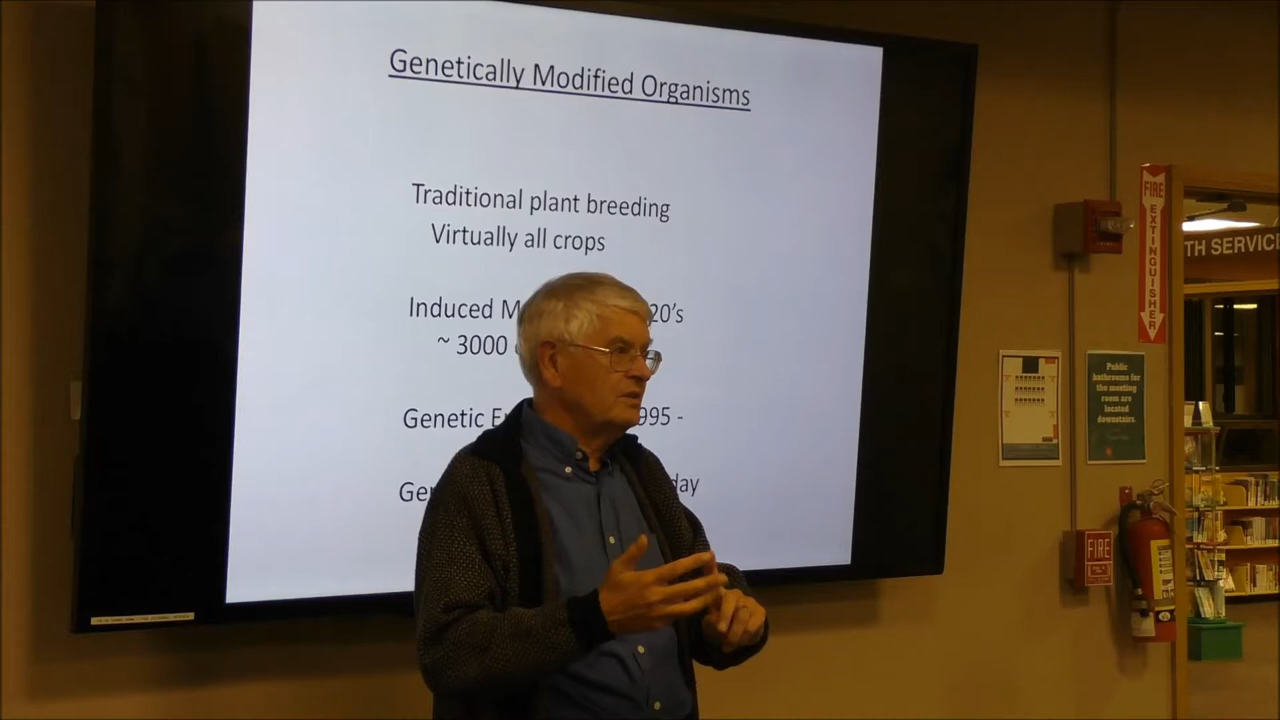 Genetically Modified Organisms
Traditional plant breeding
Virtually all crops
Induced M 20's
~ 3000
Genetic E 995 -
Ge day
FIRE
EXTINGUISHER
TH SERVIC
Public
bathrooms for
the meeting
room are
located
downstairs.
FIRE